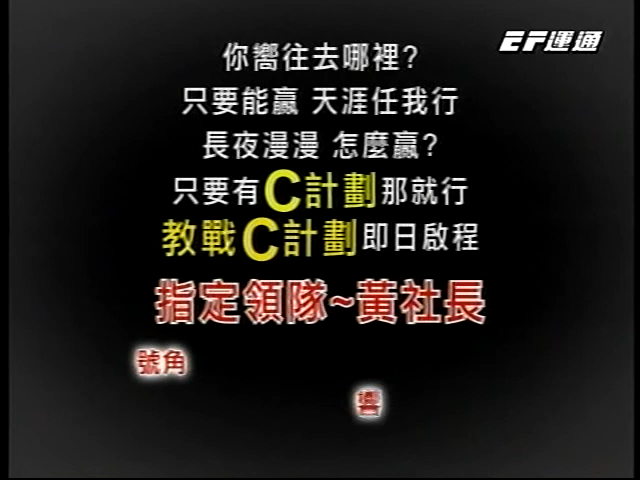 EF運通
你嚮往去哪裡?
只要能贏 天涯任我行
長夜漫漫 怎麼贏?
只要有C計劃那就行
教戰C計劃即日啟程
指定領隊~黃社長
號角
響